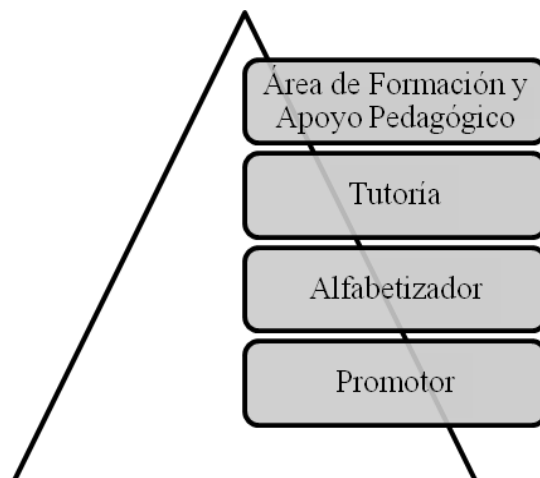 Área de Formación y
Apoyo Pedagógico
Tutoría
Alfabetizador
Promotor